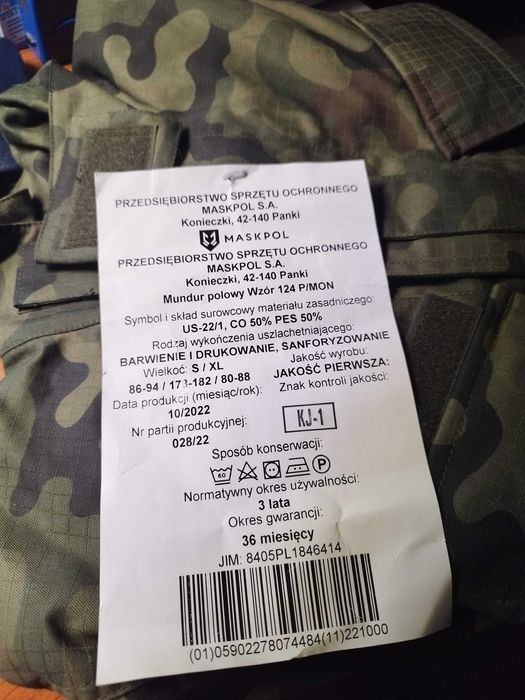 PRZEDSIĘBIORSTWO SPRZĘTU OCHRONNEGO
MASKPOL S.A.
Konieczki, 42-140 Panki
MASKPOL
PRZEDSIĘBIORSTWO SPRZĘTU OCHRONNEGO
MASKPOL S.A.
Konieczki, 42-140 Panki
Mundur polowy Wzór 124 P/MON
Symbol i skład surowcowy materiału zasadniczego:
US-22/1, CO 50% PES 50%
Rodzaj wykończenia uszlachetniającego:
BARWIENIE I DRUKOWANIE, SANFORYZOWANIE
Wielkość: S / XL
Jakość wyrobu:
86-94 / 173-182 / 80-88
JAKOŚĆ PIERWSZA:
Data produkcji (miesiąc/rok):
Znak kontroli jakości:
10/2022
KJ-1
Nr partii produkcyjnej:
028/22
Sposób konserwacji:
60
P
Normatywny okres używalności:
3 lata
Okres gwarancji:
36 miesięcy
JIM: 8405PL1846414
(01)05902278074484(11)221000